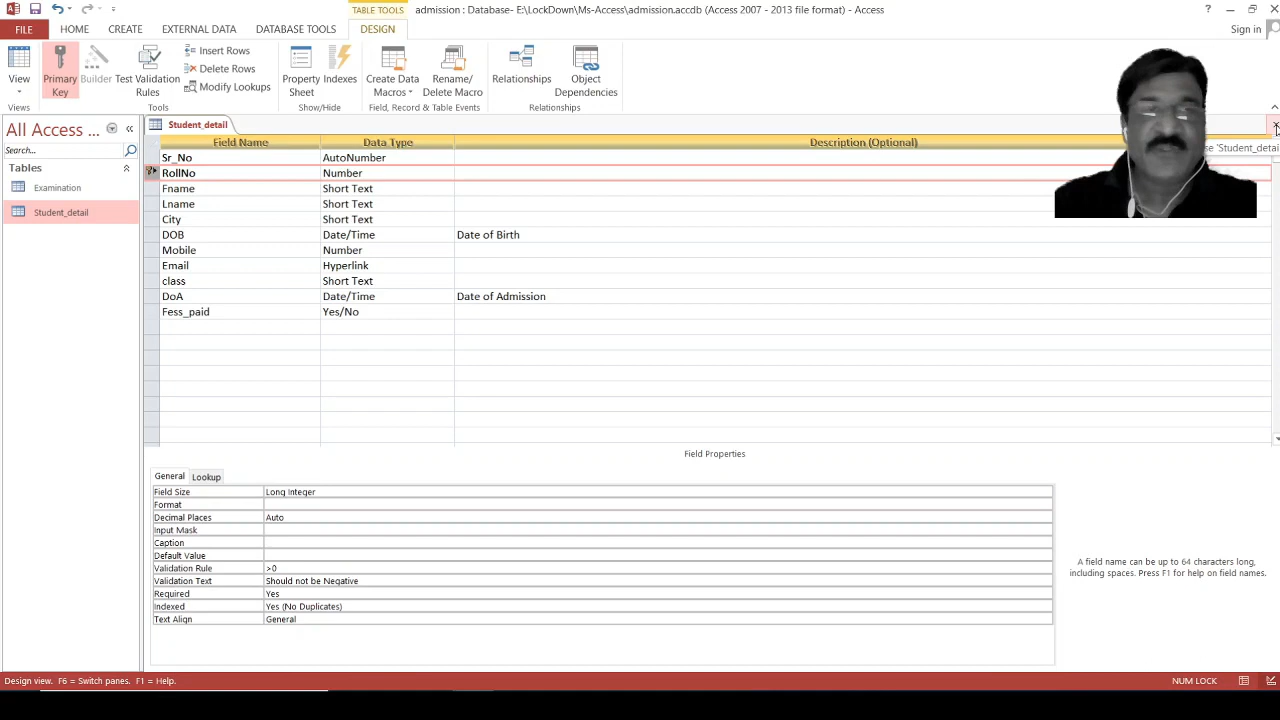 TABLE TOOLS
admission : Database- E:\LockDown\Ms-Access\admission.accdb (Access 2007 - 2013 file format) - Access
FILE HOME CREATE EXTERNAL DATA DATABASE TOOLS DESIGN Sign in
View Primary Key Builder Test Validation Rules Insert Rows Delete Rows Modify Lookups Property Sheet Indexes Create Data Macros Rename/ Delete Macro Relationships Object Dependencies
Views Tools Show/Hide Field, Record & Table Events Relationships
All Access ...
Search...
Tables
Examination
Student_detail
Student_detail
'Student_detai
Field Name Data Type Description (Optional)
Sr_No AutoNumber
RollNo Number
Fname Short Text
Lname Short Text
City Short Text
DOB Date/Time Date of Birth
Mobile Number
Email Hyperlink
class Short Text
DoA Date/Time Date of Admission
Fess_paid Yes/No
Field Properties
General Lookup
Field Size Long Integer
Format
Decimal Places Auto
Input Mask
Caption
Default Value
Validation Rule >0
Validation Text Should not be Negative
Required Yes
Indexed Yes (No Duplicates)
Text Align General
A field name can be up to 64 characters long,
including spaces. Press F1 for help on field names.
Design view. F6 = Switch panes. F1 = Help. NUM LOCK